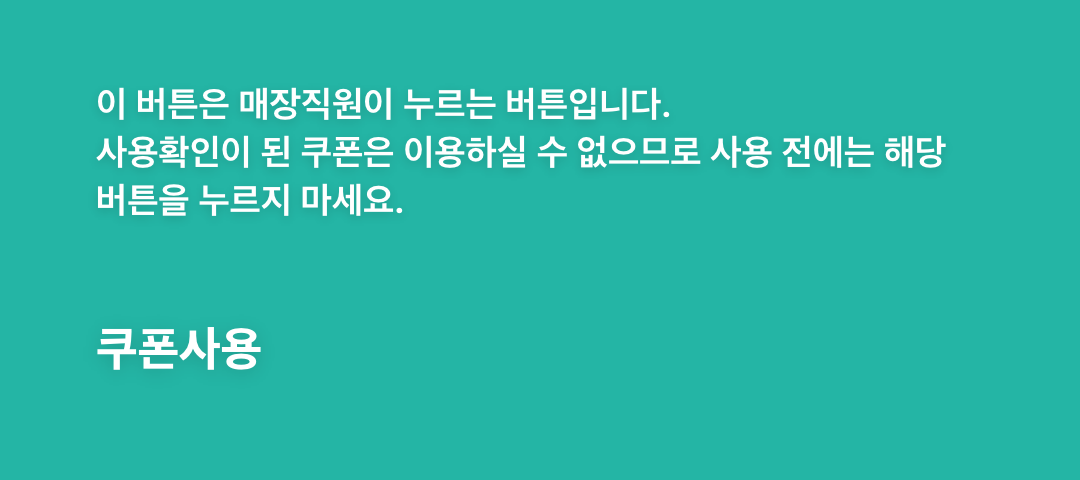 이 버튼은 매장직원이 누르는 버튼입니다.
사용확인이 된 쿠폰은 이용하실 수 없으므로 사용 전에는 해당
버튼을 누르지 마세요.
쿠폰사용